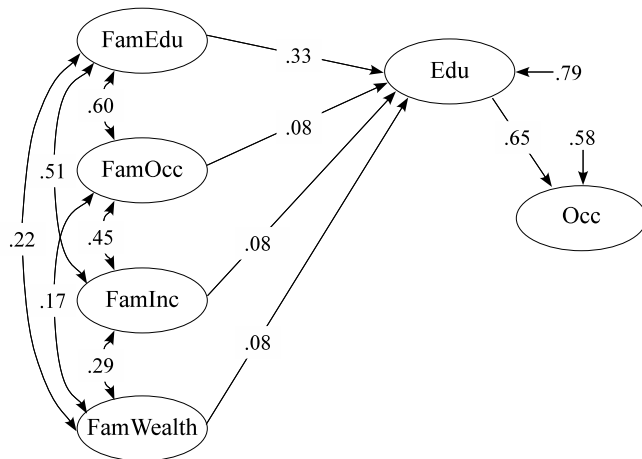 FamEdu
.33
Edu
.79
.60
.08
.65
.58
FamOcc
.51
Occ
.45
.08
.22
.17
FamInc
.08
.29
FamWealth